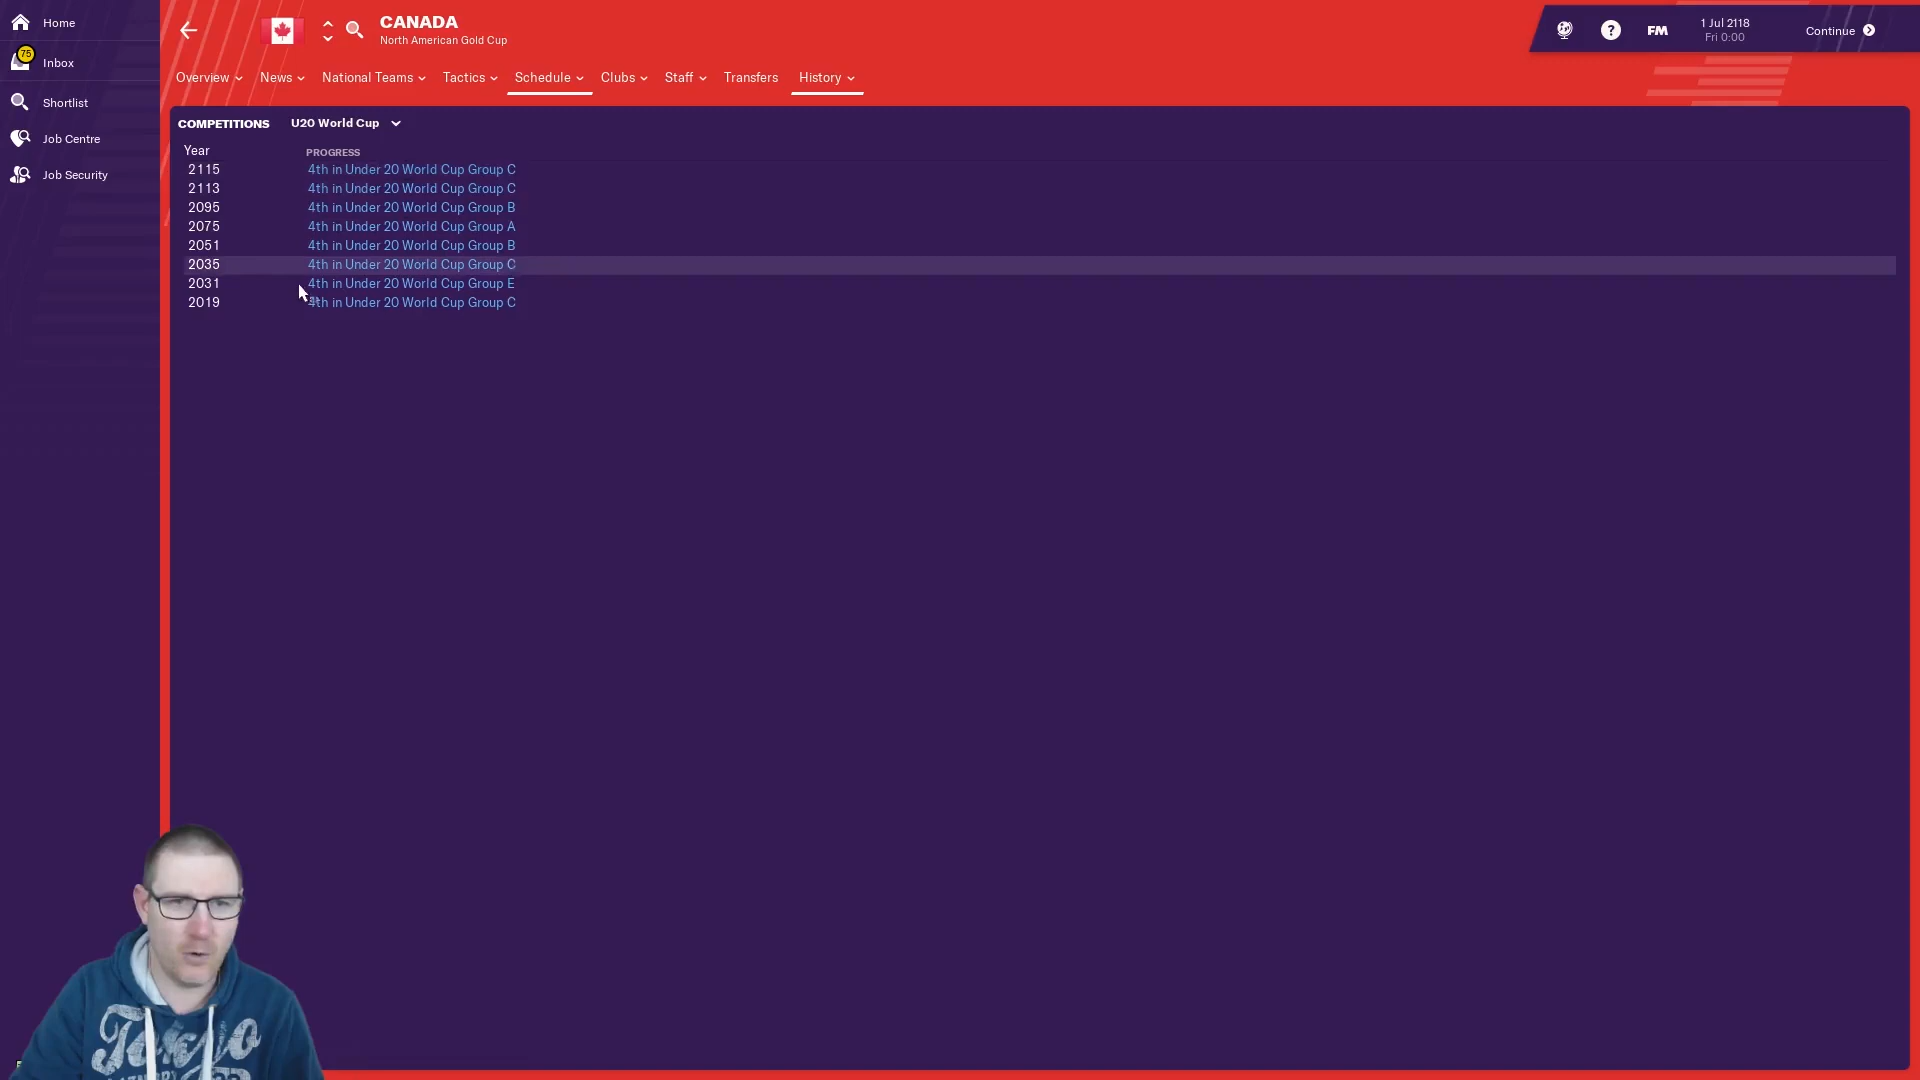 Home
Inbox
75
Shortlist
Job Centre
Job Security
CANADA
North American Gold Cup
FM
1 Jul 2118
Fri 0:00
Continue
Overview
News
National Teams
Tactics
Schedule
Clubs
Staff
Transfers
History
COMPETITIONS
U20 World Cup
Year PROGRESS
2115 4th in Under 20 World Cup Group C
2113 4th in Under 20 World Cup Group C
2095 4th in Under 20 World Cup Group B
2075 4th in Under 20 World Cup Group A
2051 4th in Under 20 World Cup Group B
2035 4th in Under 20 World Cup Group C
2031 4th in Under 20 World Cup Group E
2019 4th in Under 20 World Cup Group C
Tokyo